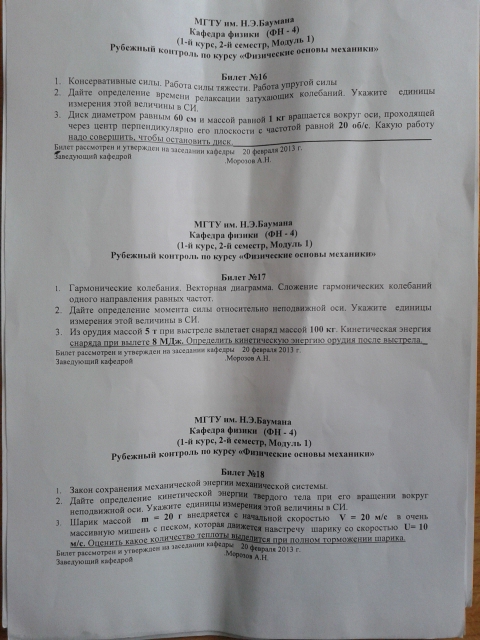 МГТУ им. Н.Э.Баумана
Кафедра физики (ФН - 4)
(1-й курс, 2-й семестр, Модуль 1)
Рубежный контроль по курсу «Физические основы механики»
Билет №16
1. Консервативные силы. Работа силы тяжести. Работа упругой силы
2. Дайте определение времени релаксации затухающих колебаний. Укажите единицы
измерения этой величины в СИ.
3. Диск диаметром равным 60 см и массой равной 1 кг вращается вокруг оси, проходящей
через центр перпендикулярно его плоскости с частотой равной 20 об/с. Какую работу
надо совершить, чтобы остановить диск.
Билет рассмотрен и утвержден на заседании кафедры 20 февраля 2013 г.
Заведующий кафедрой Морозов А.Н.
МГТУ им. Н.Э.Баумана
Кафедра физики (ФН - 4)
(1-й курс, 2-й семестр, Модуль 1)
Рубежный контроль по курсу «Физические основы механики»
Билет №17
1. Гармонические колебания. Векторная диаграмма. Сложение гармонических колебаний
одного направления равных частот.
2. Дайте определение момента силы относительно неподвижной оси. Укажите единицы
измерения этой величины в СИ.
3. Из орудия массой 5 т при выстреле вылетает снаряд массой 100 кг. Кинетическая энергия
снаряда при вылете 8 МДж. Определить кинетическую энергию орудия после выстрела.
Билет рассмотрен и утвержден на заседании кафедры 20 февраля 2013 г.
Заведующий кафедрой Морозов А.Н.
МГТУ им. Н.Э.Баумана
Кафедра физики (ФН - 4)
(1-й курс, 2-й семестр, Модуль 1)
Рубежный контроль по курсу «Физические основы механики»
Билет №18
1. Закон сохранения механической энергии механической системы.
2. Дайте определение кинетической энергии твердого тела при его вращении вокруг
неподвижной оси. Укажите единицы измерения этой величины в СИ.
3. Шарик массой m = 20 г внедряется с начальной скоростью V = 20 м/с в очень
массивную мишень с песком, которая движется навстречу шарику со скоростью U= 10
м/с. Оценить какое количество теплоты выделится при полном торможении шарика.
Билет рассмотрен и утвержден на заседании кафедры 20 февраля 2013 г.
Заведующий кафедрой Морозов А.Н.